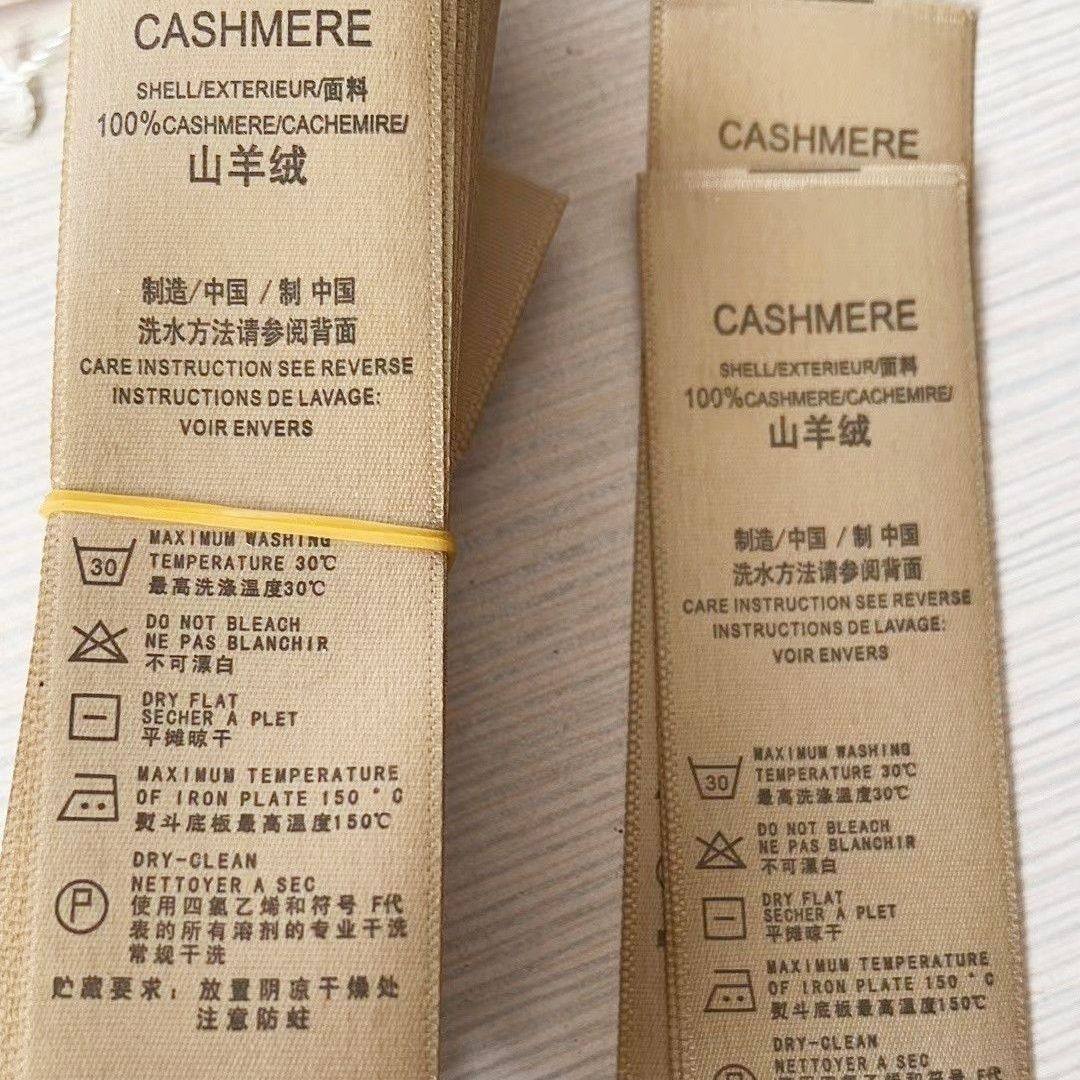 CASHMERE
SHELL/EXTERIEUR/面料
100%CASHMERE/CACHEMIRE/
山羊绒
制造/中国 / 制 中国
洗水方法请参阅背面
CARE INSTRUCTION SEE REVERSE
INSTRUCTIONS DE LAVAGE:
VOIR ENVERS
30
MAXIMUM WASHING
TEMPERATURE 30℃
最高洗涤温度30℃
DO NOT BLEACH
NE PAS BLANCHIR
不可漂白
DRY FLAT
SECHER A PLET
平摊晾干
MAXIMUM TEMPERATURE
OF IRON PLATE 150 ° C
熨斗底板最高温度150℃
DRY-CLEAN
NETTOYER A SEC
P
使用四氯乙烯和符号 F代
表的所有溶剂的专业干洗
常规干洗
贮藏要求：放置阴凉干燥处
注意防蛀
CASHMERE
CASHMERE
SHELL/EXTERIEUR/面料
100%CASHMERE/CACHEMIRE/
山羊绒
制造/中国 / 制 中国
洗水方法请参阅背面
CARE INSTRUCTION SEE REVERSE
INSTRUCTIONS DE LAVAGE:
VOIR ENVERS
30
MAXIMUM WASHING
TEMPERATURE 30℃
最高洗涤温度30℃
DO NOT BLEACH
NE PAS BLANCHIR
不可漂白
DRY FLAT
SECHER A PLET
平摊晾干
MAXIMUM TEMPERATURE
OF IRON PLATE 150 ° C
熨斗底板最高温度150℃
DRY-CLEAN
NETTOYER A SEC